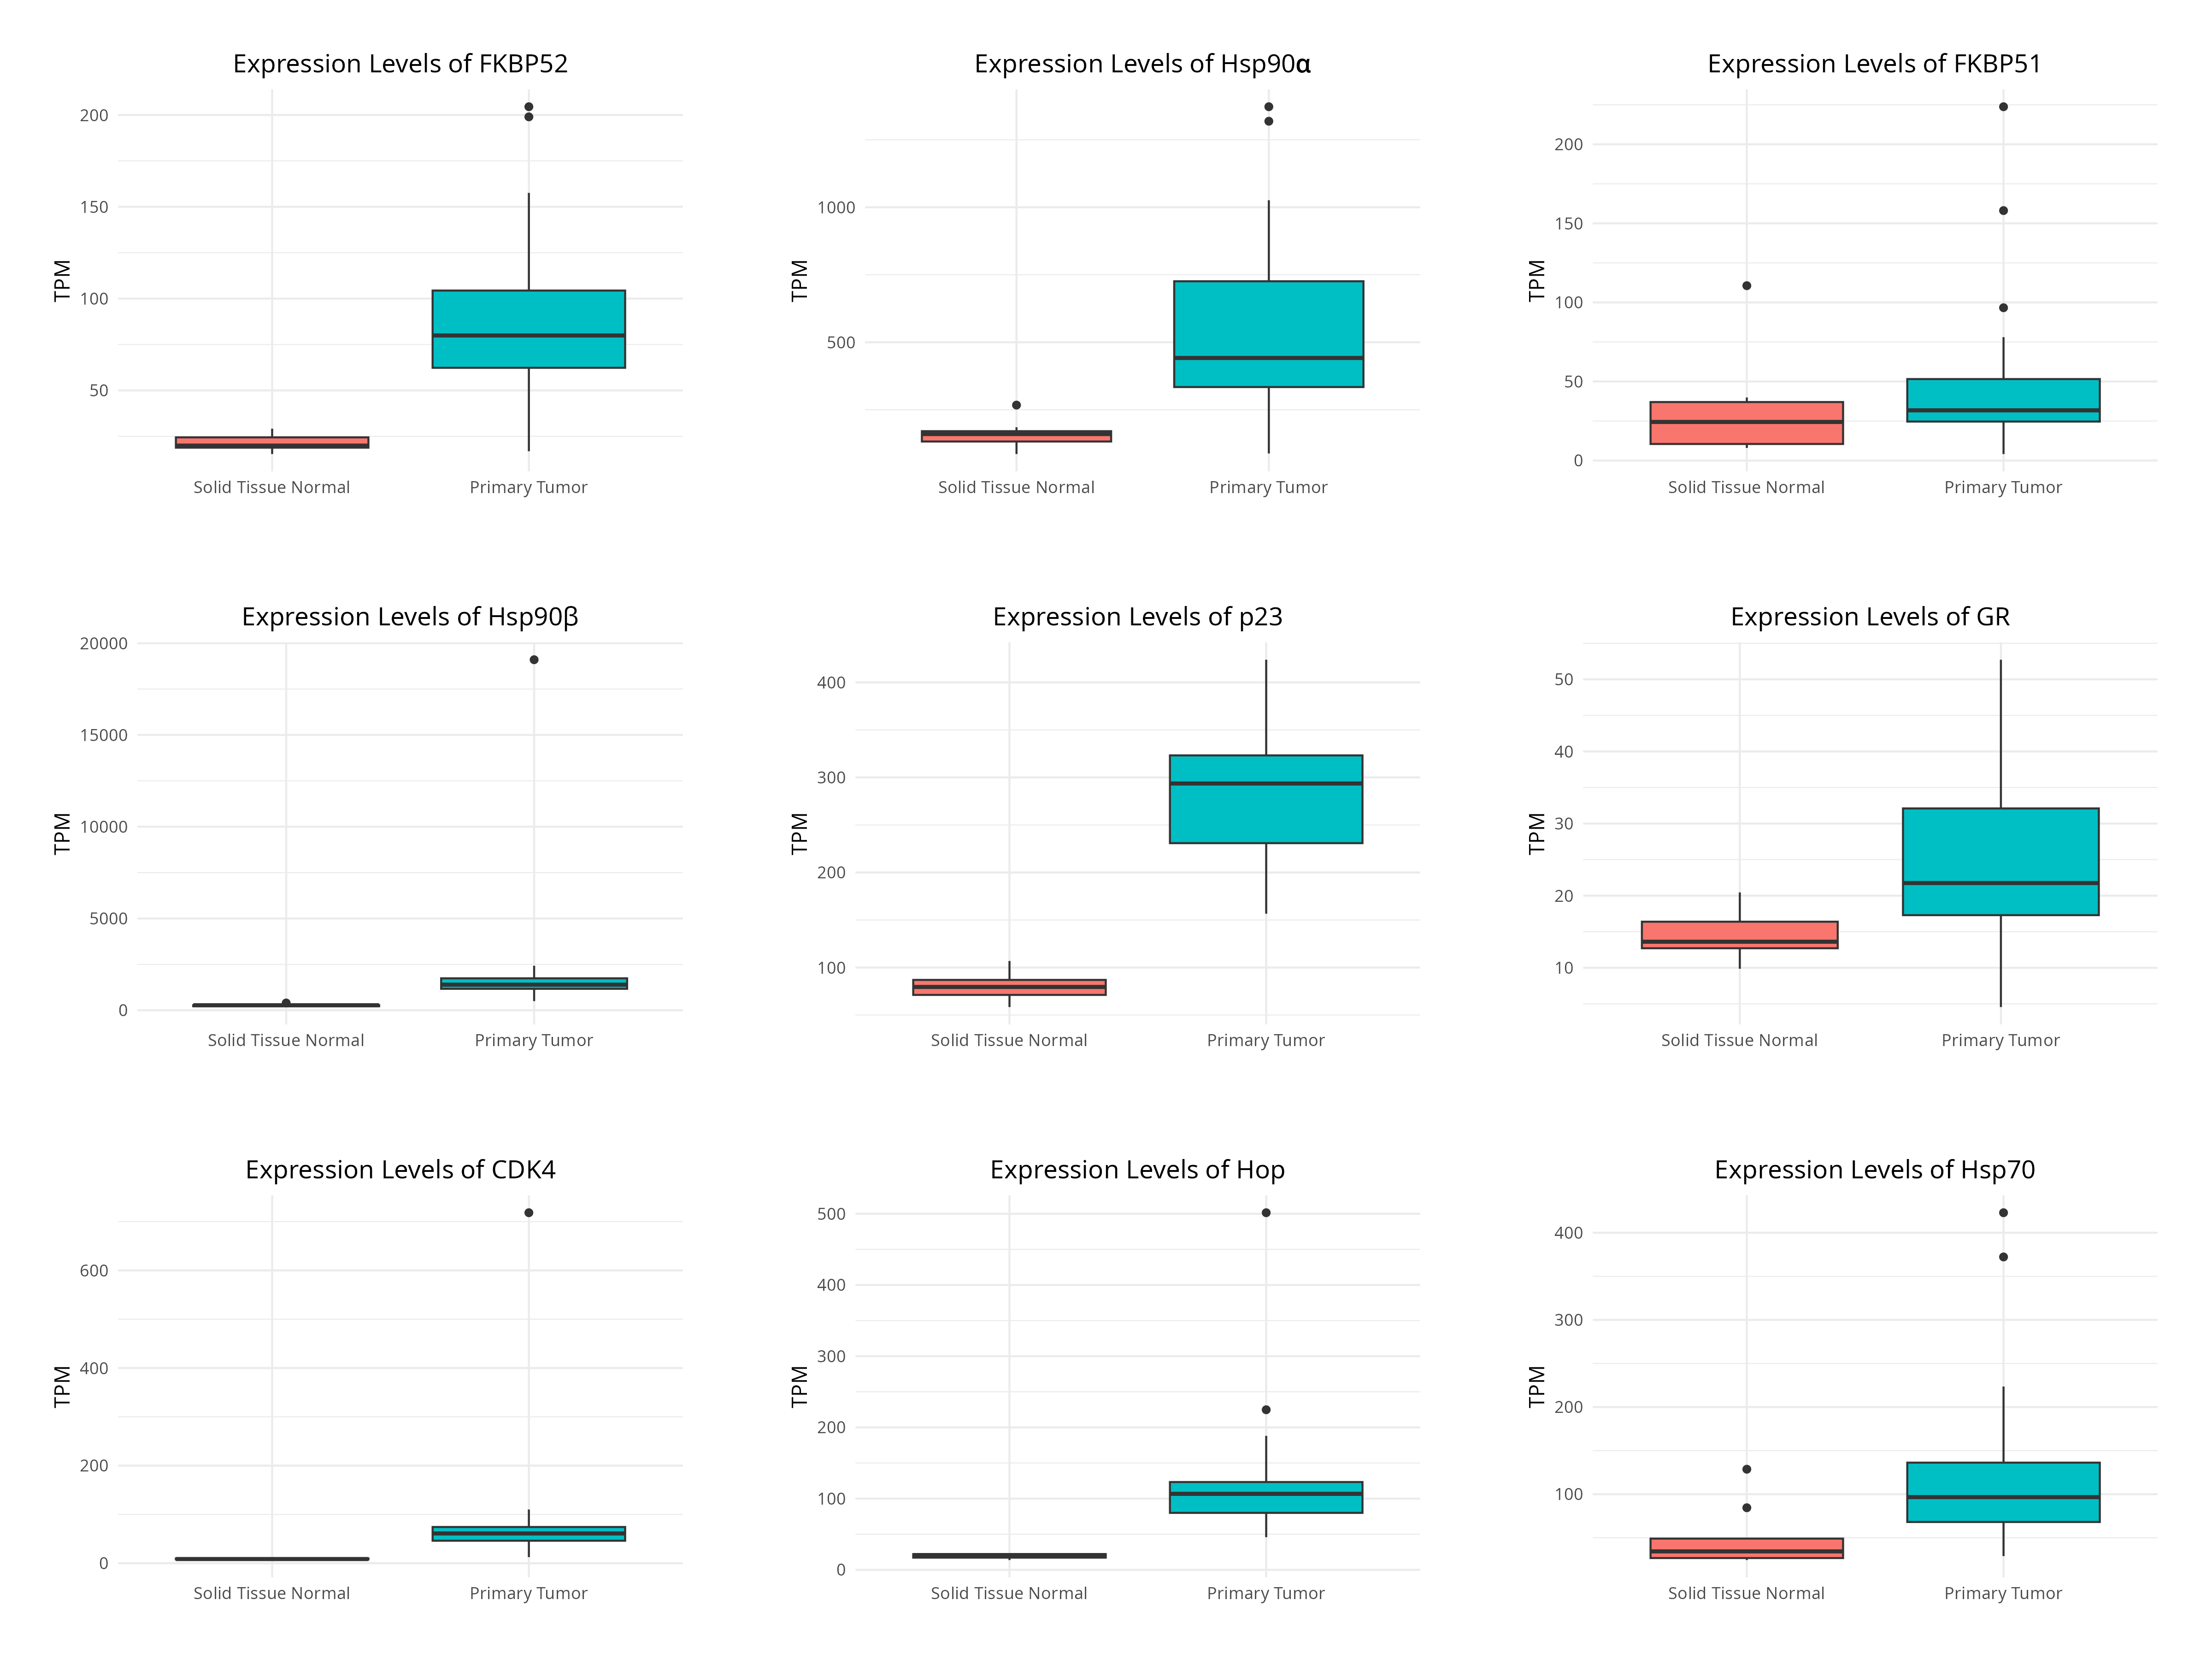 Expression Levels of FKBP52
TPM
200
150
100
50
Solid Tissue Normal
Primary Tumor
Expression Levels of Hsp90α
TPM
1000
500
Solid Tissue Normal
Primary Tumor
Expression Levels of FKBP51
TPM
200
150
100
50
0
Solid Tissue Normal
Primary Tumor
Expression Levels of Hsp90β
TPM
20000
15000
10000
5000
0
Solid Tissue Normal
Primary Tumor
Expression Levels of p23
TPM
400
300
200
100
Solid Tissue Normal
Primary Tumor
Expression Levels of GR
TPM
50
40
30
20
10
Solid Tissue Normal
Primary Tumor
Expression Levels of CDK4
TPM
600
400
200
0
Solid Tissue Normal
Primary Tumor
Expression Levels of Hop
TPM
500
400
300
200
100
0
Solid Tissue Normal
Primary Tumor
Expression Levels of Hsp70
TPM
400
300
200
100
Solid Tissue Normal
Primary Tumor